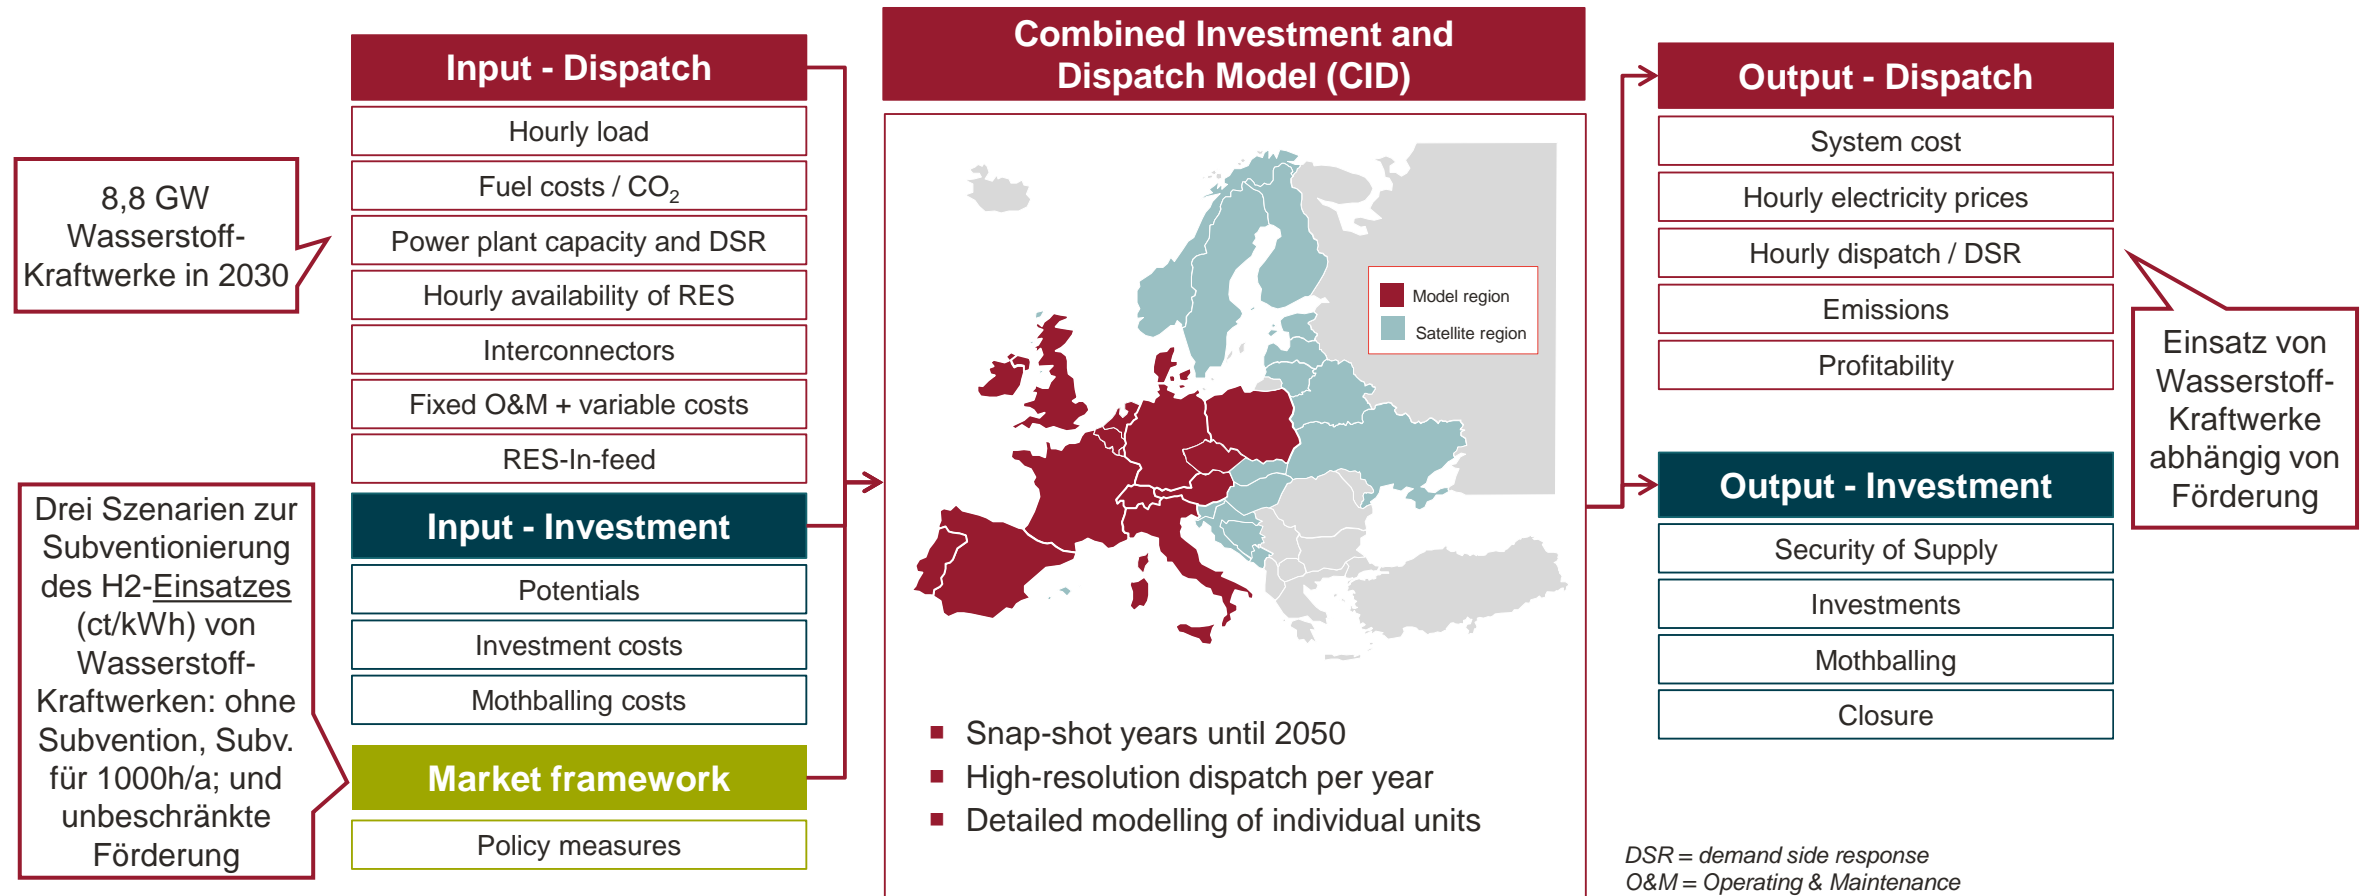 8,8 GW
Wasserstoff-
Kraftwerke in 2030
Drei Szenarien zur
Subventionierung
des H2-Einsatzes
(ct/kWh) von
Wasserstoff-
Kraftwerken: ohne
Subvention, Subv.
für 1000h/a; und
unbeschränkte
Förderung
Input - Dispatch
Hourly load
Fuel costs / CO₂
Power plant capacity and DSR
Hourly availability of RES
Interconnectors
Fixed O&M + variable costs
RES-In-feed
Input - Investment
Potentials
Investment costs
Mothballing costs
Market framework
Policy measures
Combined Investment and
Dispatch Model (CID)
Model region
Satellite region
■ Snap-shot years until 2050
■ High-resolution dispatch per year
■ Detailed modelling of individual units
Output - Dispatch
System cost
Hourly electricity prices
Hourly dispatch / DSR
Emissions
Profitability
Output - Investment
Security of Supply
Investments
Mothballing
Closure
Einsatz von
Wasserstoff-
Kraftwerke
abhängig von
Förderung
DSR = demand side response
O&M = Operating & Maintenance